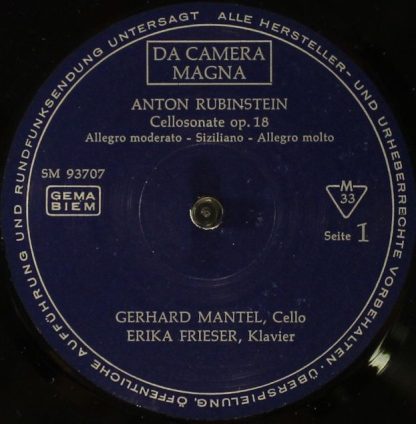 DA CAMERA
MAGNA
ANTON RUBINSTEIN
Cellosonate op. 18
Allegro moderato - Siziliano - Allegro molto
SM 93707
GEMA
BIEM
M
33
Seite 1
GERHARD MANTEL, Cello
ERIKA FRIESER, Klavier
ALLE HERSTELLER- UND URHEBERRECHTE VORBEHALTEN · ÜBERSPIELUNG, ÖFFENTLICHE AUFFÜHRUNG UND RUNDFUNKSENDUNG UNTERSAGT